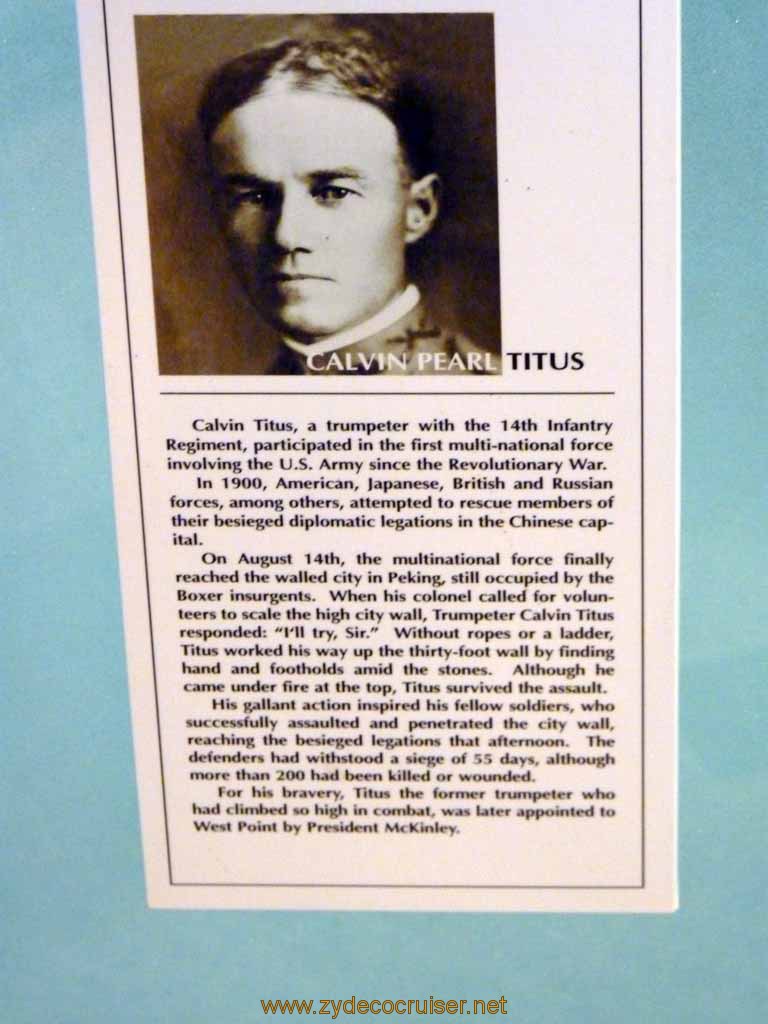 CALVIN PEARL TITUS
Calvin Titus, a trumpeter with the 14th Infantry
Regiment, participated in the first multi-national force
involving the U.S. Army since the Revolutionary War.
In 1900, American, Japanese, British and Russian
forces, among others, attempted to rescue members of
their besieged diplomatic legations in the Chinese cap-
ital.
On August 14th, the multinational force finally
reached the walled city in Peking, still occupied by the
Boxer insurgents. When his colonel called for volun-
teers to scale the high city wall, Trumpeter Calvin Titus
responded: "I'll try, Sir." Without ropes or a ladder,
Titus worked his way up the thirty-foot wall by finding
hand and footholds amid the stones. Although he
came under fire at the top, Titus survived the assault.
His gallant action inspired his fellow soldiers, who
successfully assaulted and penetrated the city wall,
reaching the besieged legations that afternoon. The
defenders had withstood a siege of 55 days, although
more than 200 had been killed or wounded.
For his bravery, Titus the former trumpeter who
had climbed so high in combat, was later appointed to
West Point by President McKinley.
www.zydecocruiser.net